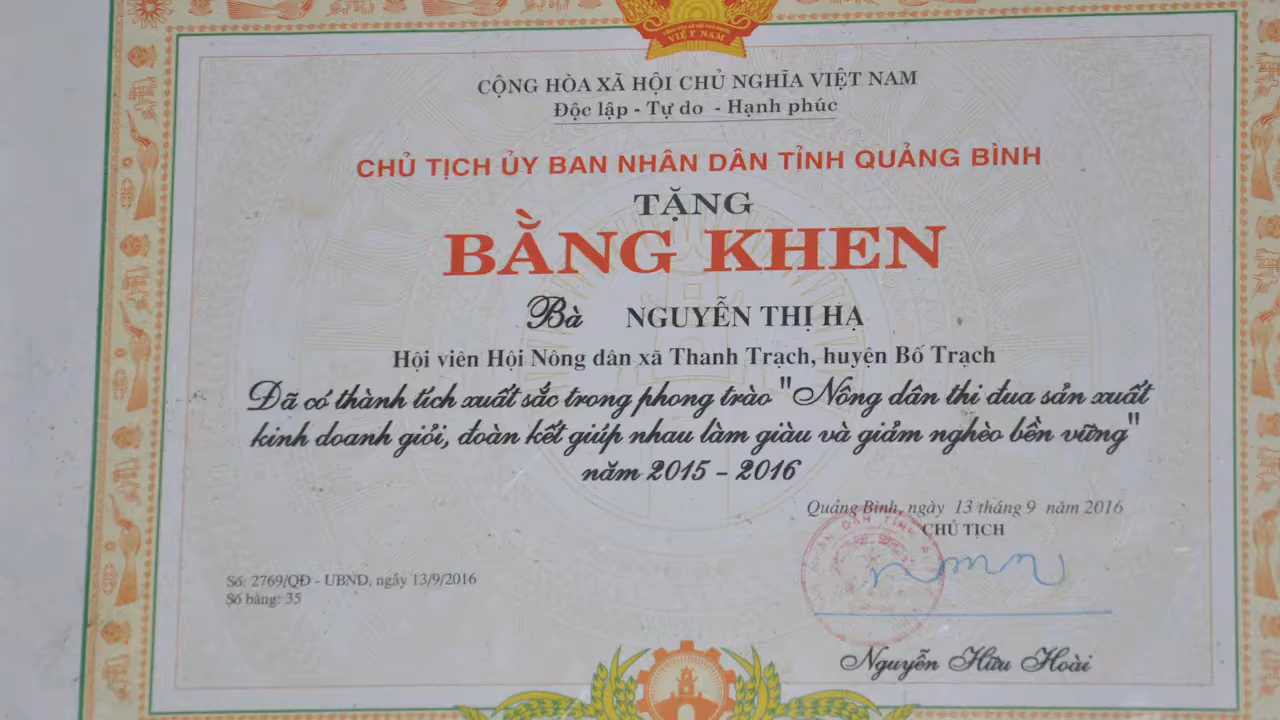 VIỆT NAM
CỘNG HÒA XÃ HỘI CHỦ NGHĨA VIỆT NAM
Độc lập - Tự do - Hạnh phúc
CHỦ TỊCH ỦY BAN NHÂN DÂN TỈNH QUẢNG BÌNH
TẶNG
BẰNG KHEN
Bà NGUYỄN THỊ HẠ
Hội viên Hội Nông dân xã Thanh Trạch, huyện Bố Trạch
Đã có thành tích xuất sắc trong phong trào "Nông dân thi đua sản xuất
kinh doanh giỏi, đoàn kết giúp nhau làm giàu và giảm nghèo bền vững"
năm 2015 - 2016
Quảng Bình, ngày 13 tháng 9 năm 2016
CHỦ TỊCH
DÂN TỈNH
Số: 2769/QĐ - UBND, ngày 13/9/2016
Số bằng: 35
Nguyễn Hữu Hoài